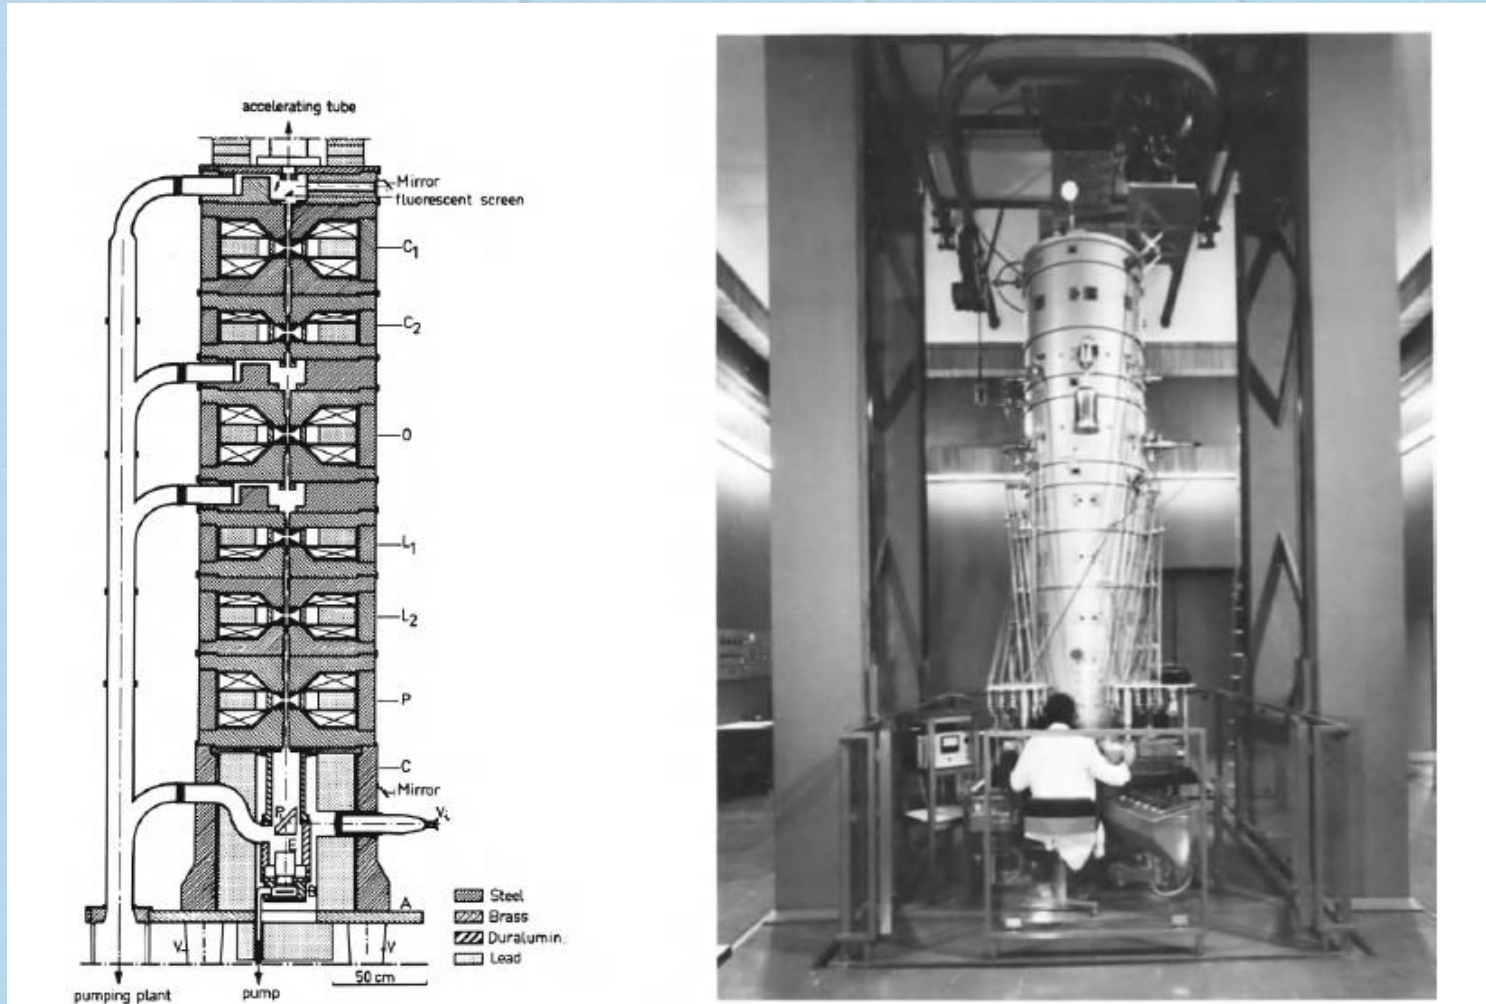 accelerating tube
Mirror
fluorescent screen
C1
C2
O
L1
L2
P
C
Mirror
P
E
B
A
V
V
Steel
Brass
Duralumin.
Lead
50 cm
pumping plant
pump